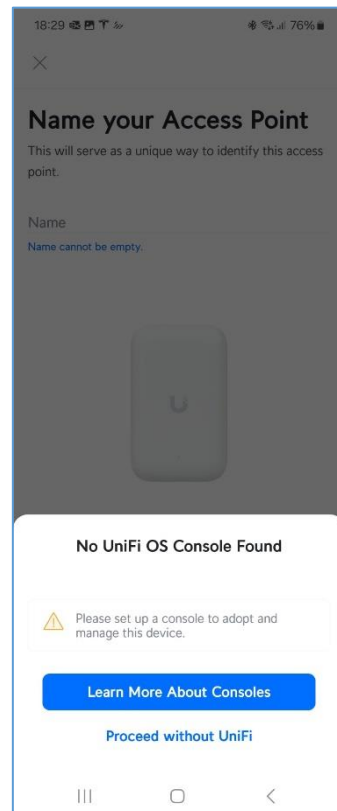 18:29 76%
Name your Access Point
This will serve as a unique way to identify this access
point.
Name
Name cannot be empty.
No UniFi OS Console Found
Please set up a console to adopt and
manage this device.
Learn More About Consoles
Proceed without UniFi